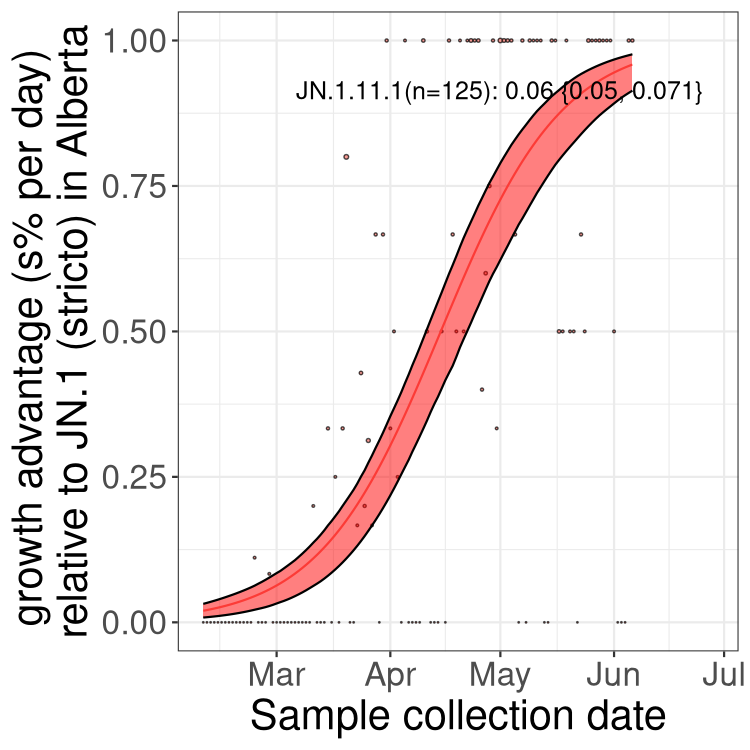 growth advantage (s% per day)
relative to JN.1 (stricto) in Alberta
1.00
0.75
0.50
0.25
0.00
JN.1.11.1(n=125): 0.06 {0.05, 0.071}
Mar Apr May Jun Jul
Sample collection date